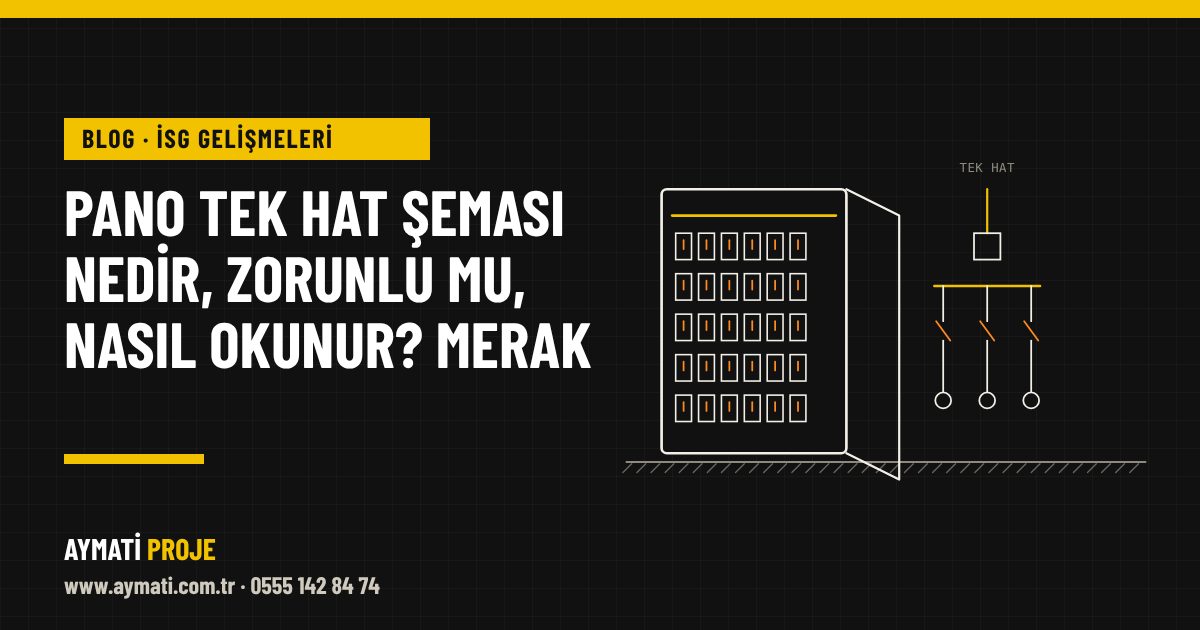 BLOG · İSG GELİŞMELERİ
PANO TEK HAT ŞEMASI
NEDİR, ZORUNLU MU,
NASIL OKUNUR? MERAK
TEK HAT
AYMATİ PROJE
www.aymati.com.tr · 0555 142 84 74